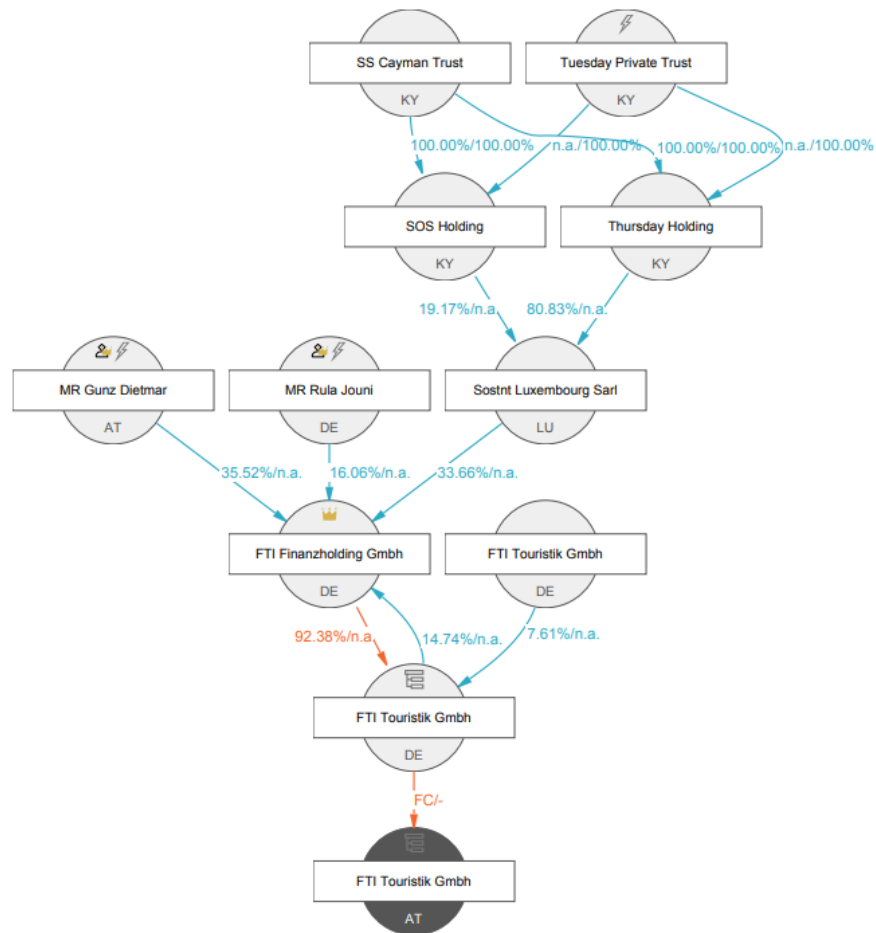 SS Cayman Trust
Tuesday Private Trust
KY
KY
100.00%/100.00%
n.a./100.00%
100.00%/100.00%
n.a./100.00%
SOS Holding
Thursday Holding
KY
KY
19.17%/n.a.
80.83%/n.a.
MR Gunz Dietmar
MR Rula Jouni
Sostnt Luxembourg Sarl
AT
DE
LU
35.52%/n.a.
16.06%/n.a.
33.66%/n.a.
FTI Finanzholding Gmbh
FTI Touristik Gmbh
DE
DE
92.38%/n.a.
14.74%/n.a.
7.61%/n.a.
FTI Touristik Gmbh
DE
FC/-
FTI Touristik Gmbh
AT